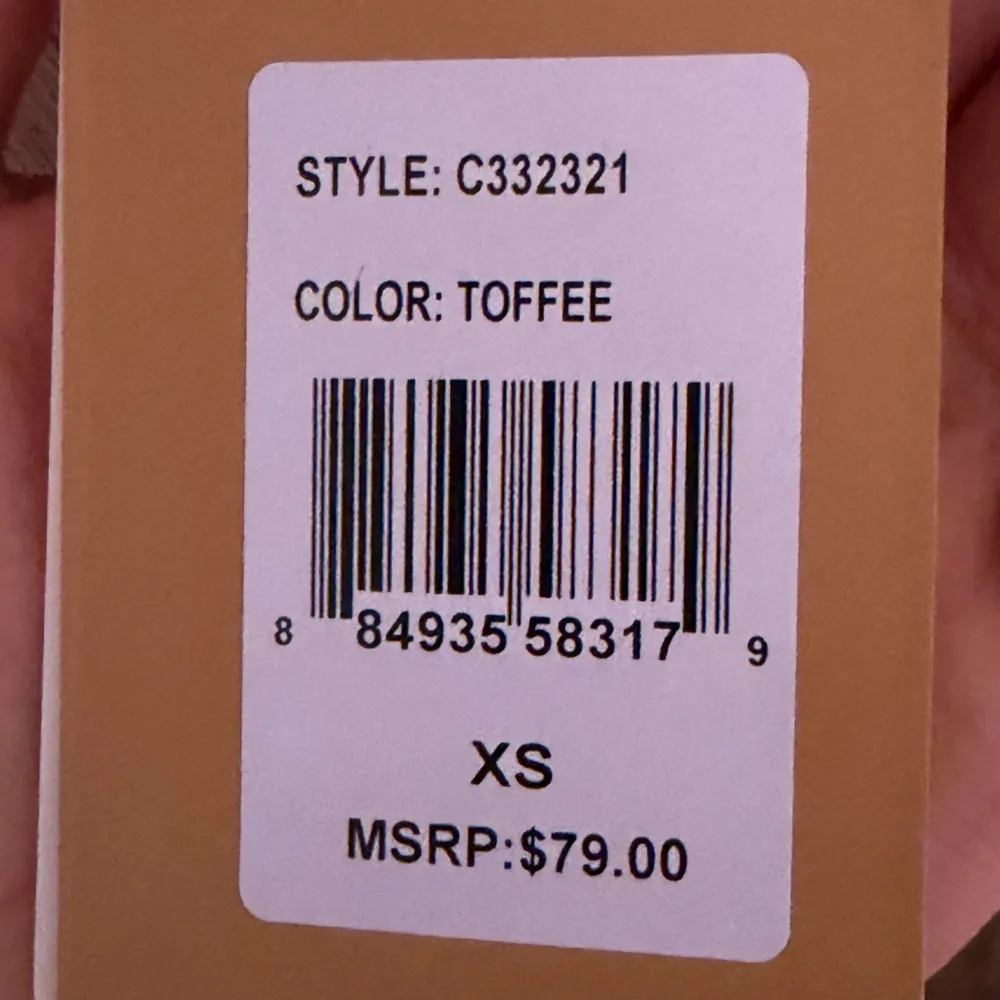 STYLE: C332321
COLOR: TOFFEE
8 84935 58317 9
XS
MSRP:$79.00